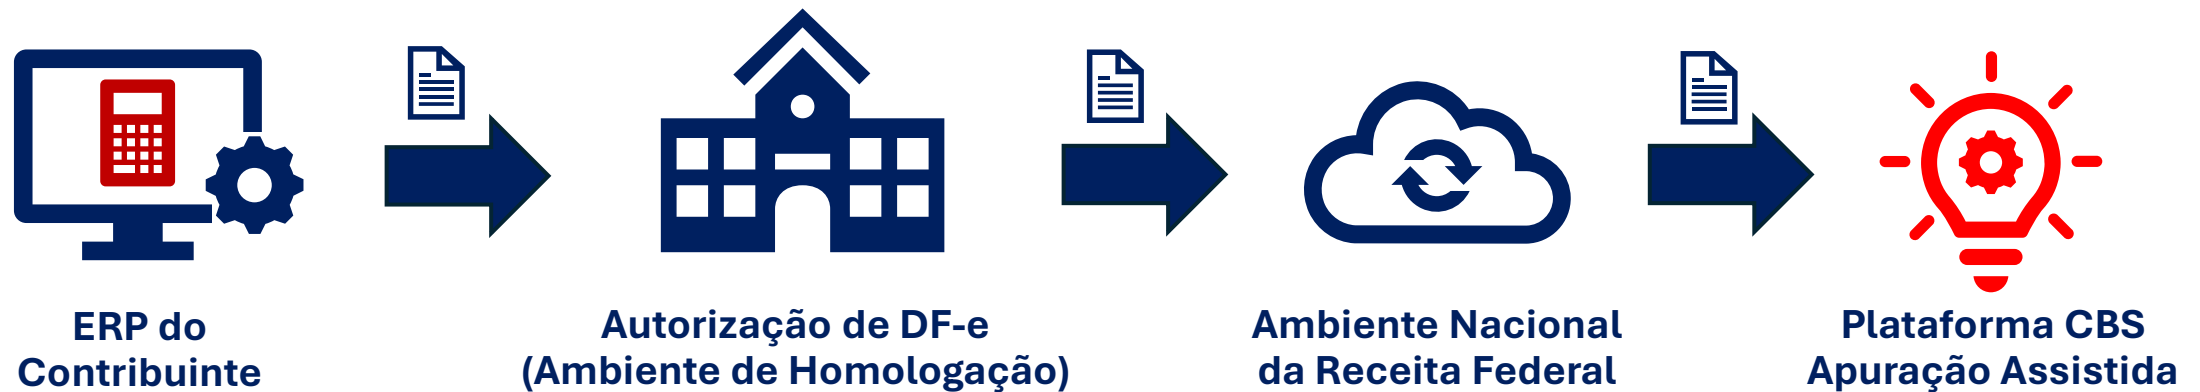 ERP do
Contribuinte
Autorização de DF-e
(Ambiente de Homologação)
Ambiente Nacional
da Receita Federal
Plataforma CBS
Apuração Assistida